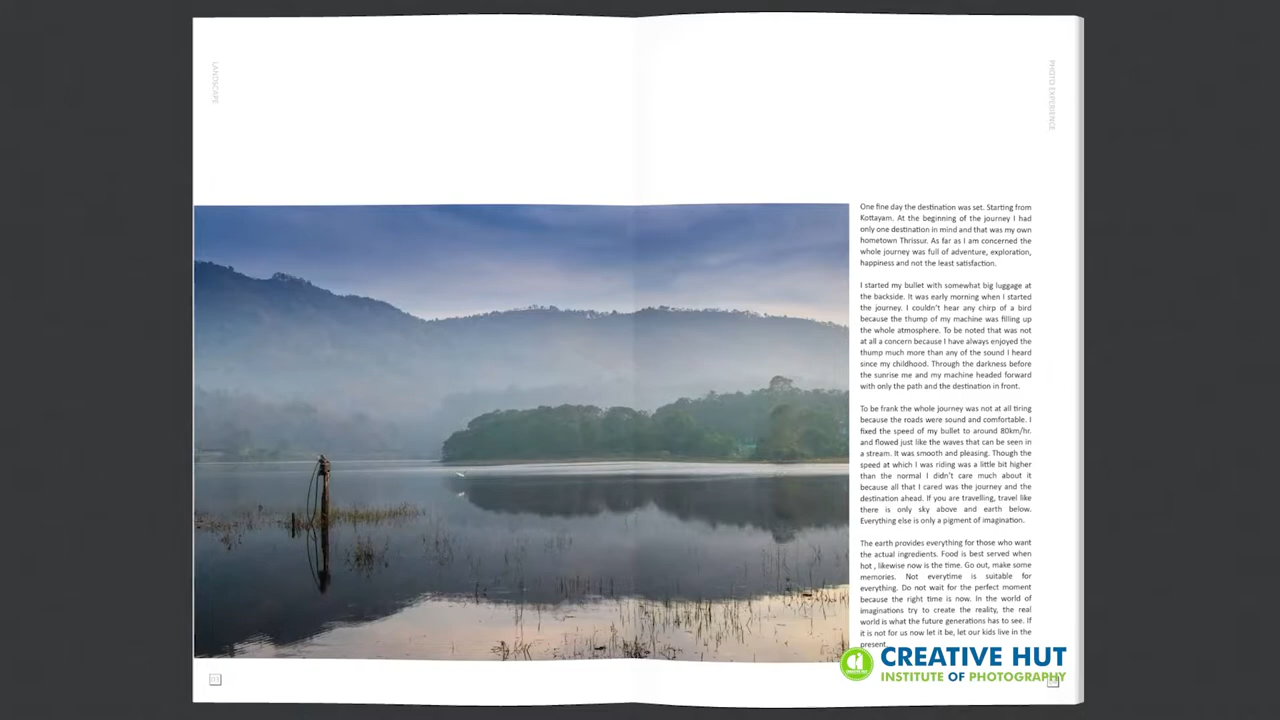 LANDSCAPE
PHOTO EXPERIENCE
One fine day the destination was set. Starting from
Kottayam. At the beginning of the journey I had
only one destination in mind and that was my own
hometown Thrissur. As far as I am concerned the
whole journey was full of adventure, exploration,
happiness and not the least satisfaction.
I started my bullet with somewhat big luggage at
the backside. It was early morning when I started
the journey. I couldn't hear any chirp of a bird
because the thump of my machine was filling up
the whole atmosphere. To be noted that was not
at all a concern because I have always enjoyed the
thump much more than any of the sound I heard
since my childhood. Through the darkness before
the sunrise me and my machine headed forward
with only the path and the destination in front.
To be frank the whole journey was not at all tiring
because the roads were sound and comfortable. I
fixed the speed of my bullet to around 80km/hr.
and flowed just like the waves that can be seen in
a stream. It was smooth and pleasing. Though the
speed at which I was riding was a little bit higher
than the normal I didn't care much about it
because all that I cared was the journey and the
destination ahead. If you are travelling, travel like
there is only sky above and earth below.
Everything else is only a pigment of imagination.
The earth provides everything for those who want
the actual ingredients. Food is best served when
hot , likewise now is the time. Go out, make some
memories. Not everytime is suitable for
everything. Do not wait for the perfect moment
because the right time is now. In the world of
imaginations try to create the reality, the real
world is what the future generations has to see. If
it is not for us now let it be, let our kids live in the
present.
CREATIVE HUT
INSTITUTE OF PHOTOGRAPHY